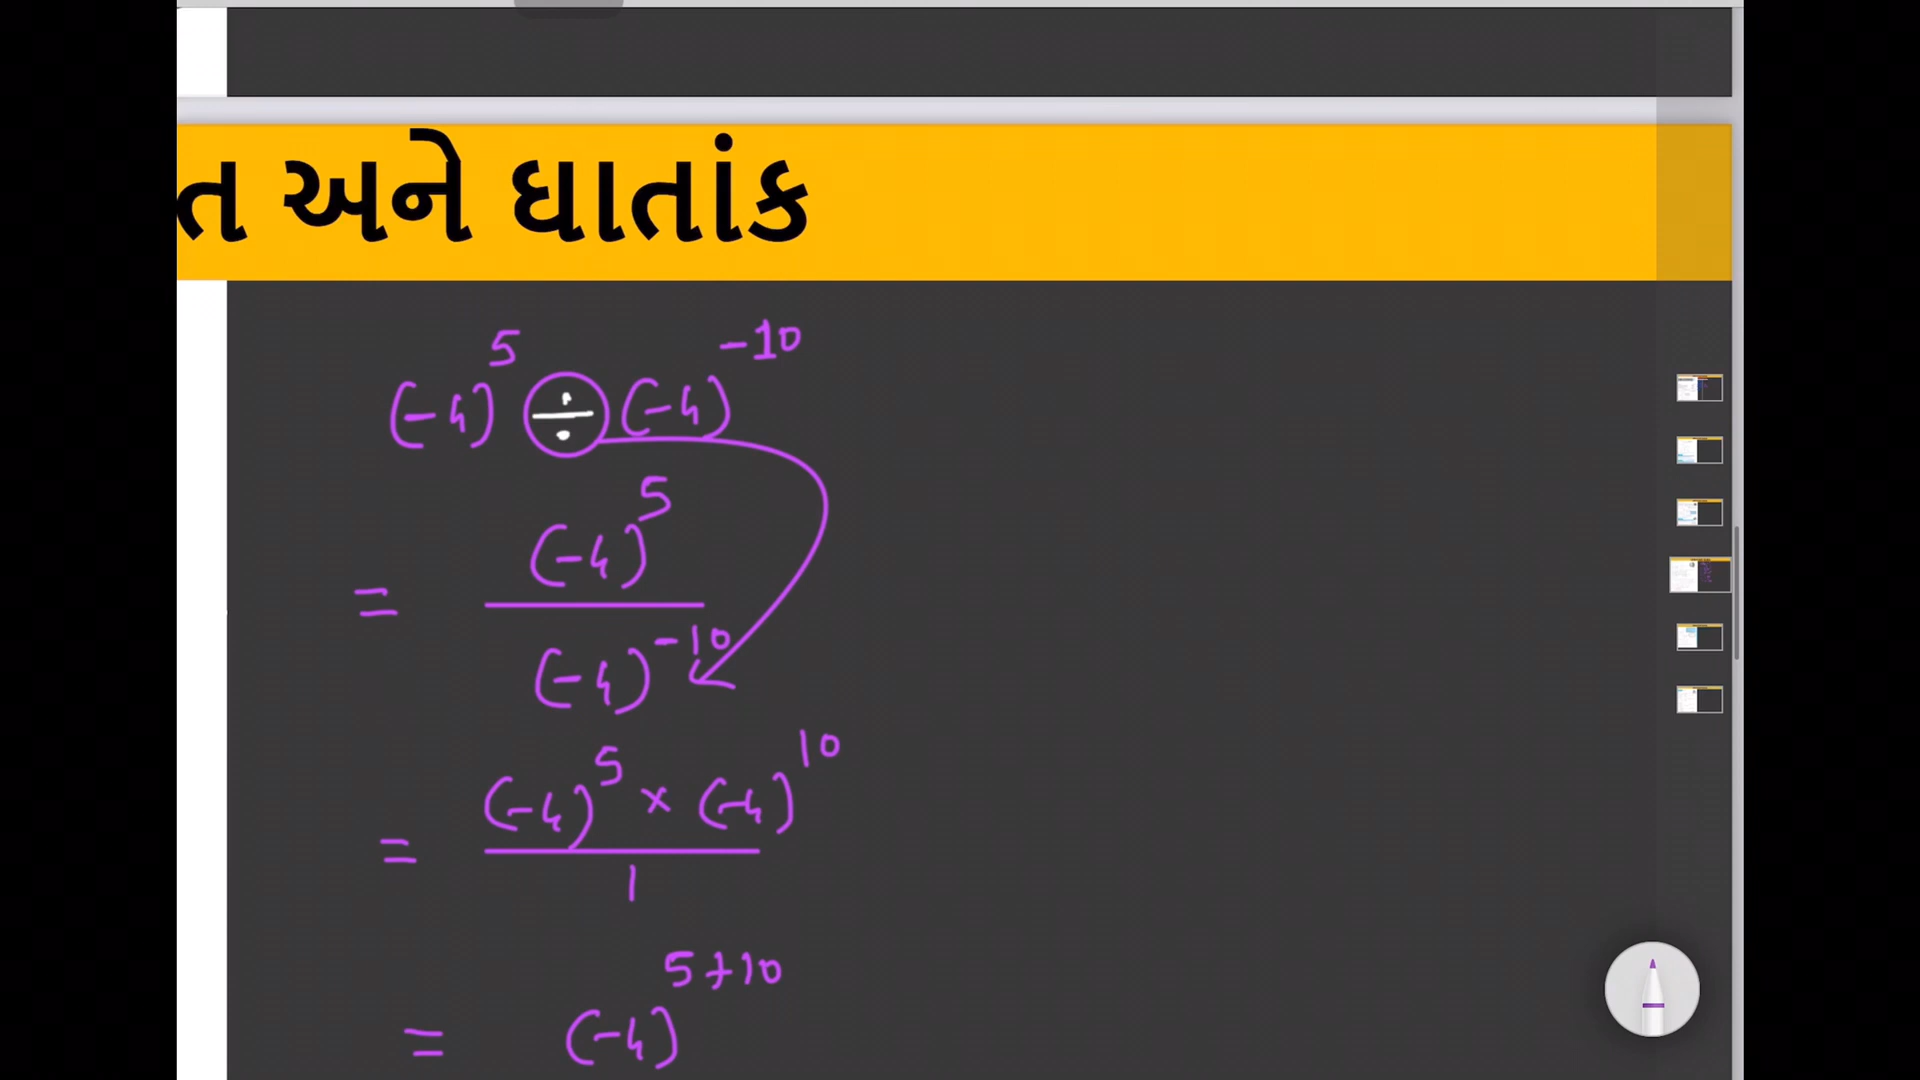 ત અને ઘાતાંક
(-4)^5 ÷ (-4)^-10
= (-4)^5 / (-4)^-10
= (-4)^5 × (-4)^10 / 1
= (-4)^5+10